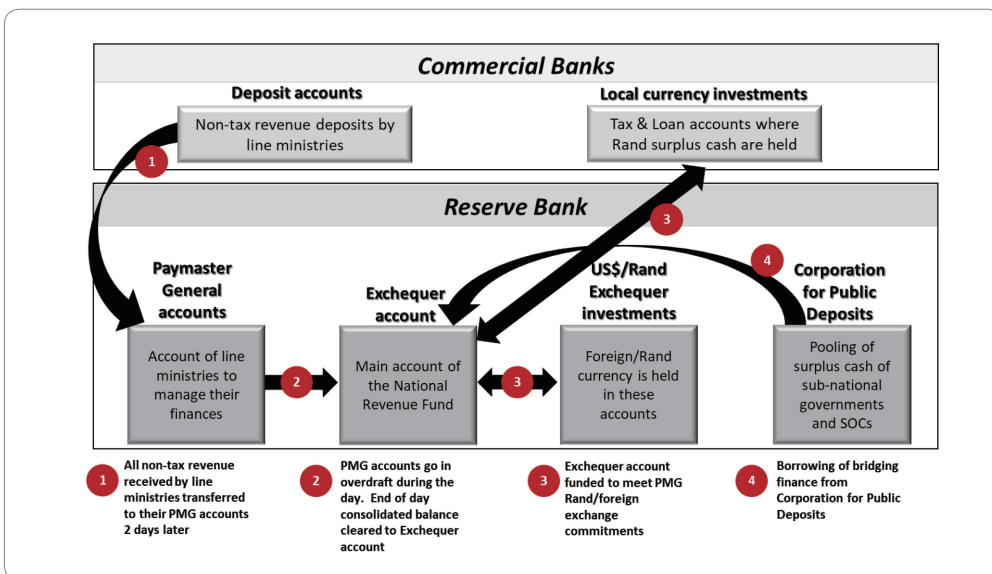 Commercial Banks
Deposit accounts
Non-tax revenue deposits by
line ministries
Local currency investments
Tax & Loan accounts where
Rand surplus cash are held
1
Reserve Bank
3
4
Paymaster
General
accounts
Account of line
ministries to
manage their
finances
2
Exchequer
account
Main account of
the National
Revenue Fund
3
US$/Rand
Exchequer
investments
Foreign/Rand
currency is held
in these
accounts
Corporation
for Public
Deposits
Pooling of
surplus cash of
sub-national
governments
and SOCs
1
All non-tax revenue
received by line
ministries transferred
to their PMG accounts
2 days later
2
PMG accounts go in
overdraft during the
day. End of day
consolidated balance
cleared to Exchequer
account
3
Exchequer account
funded to meet PMG
Rand/foreign
exchange
commitments
4
Borrowing of bridging
finance from
Corporation for Public
Deposits